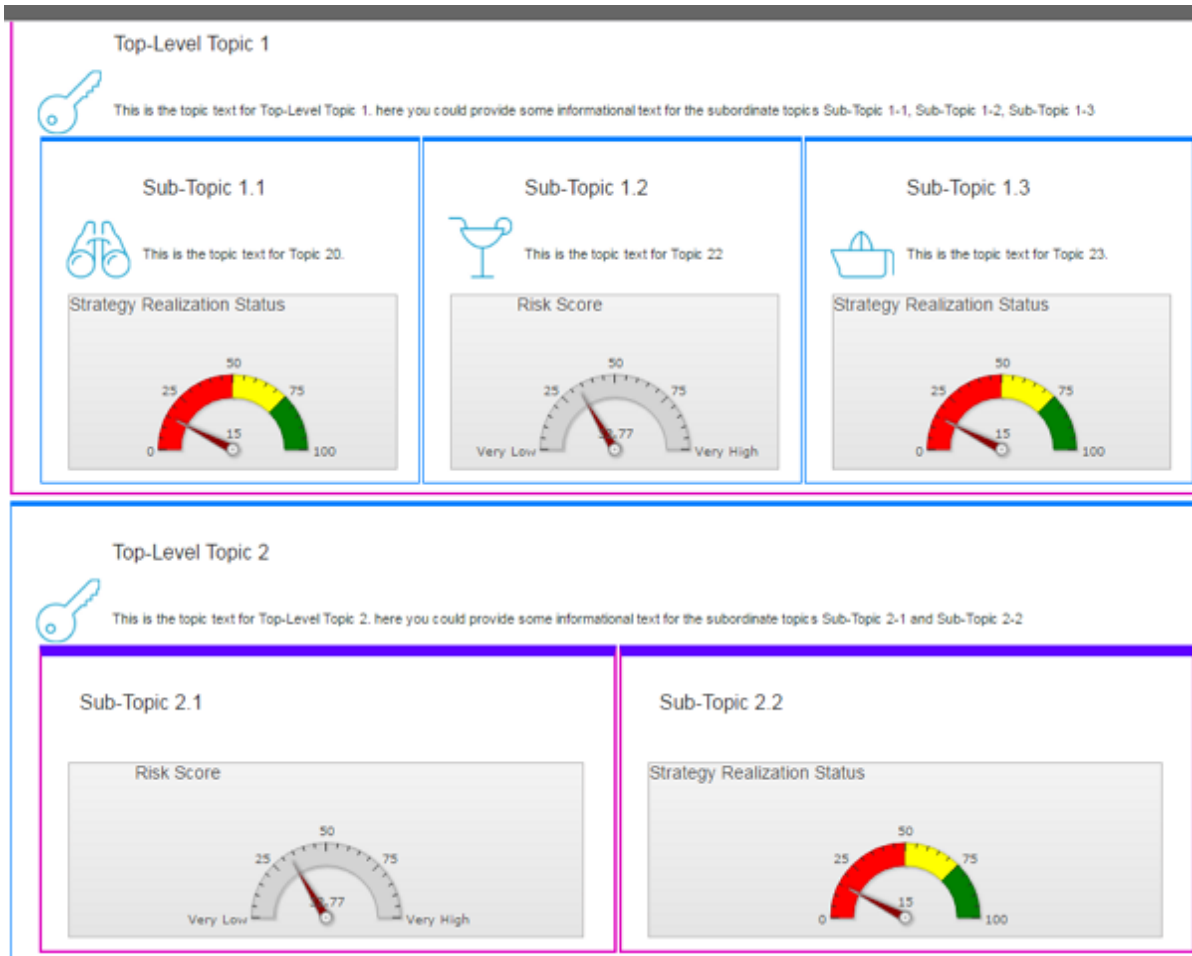 Top-Level Topic 1
This is the topic text for Top-Level Topic 1. here you could provide some informational text for the subordinate topics Sub-Topic 1-1, Sub-Topic 1-2, Sub-Topic 1-3
Sub-Topic 1.1
This is the topic text for Topic 20.
Strategy Realization Status
50
25
75
15
0
100
Sub-Topic 1.2
This is the topic text for Topic 22
Risk Score
50
25
75
Very Low
Very High
Sub-Topic 1.3
This is the topic text for Topic 23.
Strategy Realization Status
50
25
75
15
0
100
Top-Level Topic 2
This is the topic text for Top-Level Topic 2. here you could provide some informational text for the subordinate topics Sub-Topic 2-1 and Sub-Topic 2-2
Sub-Topic 2.1
Risk Score
50
25
75
Very Low
Very High
Sub-Topic 2.2
Strategy Realization Status
50
25
75
15
0
100